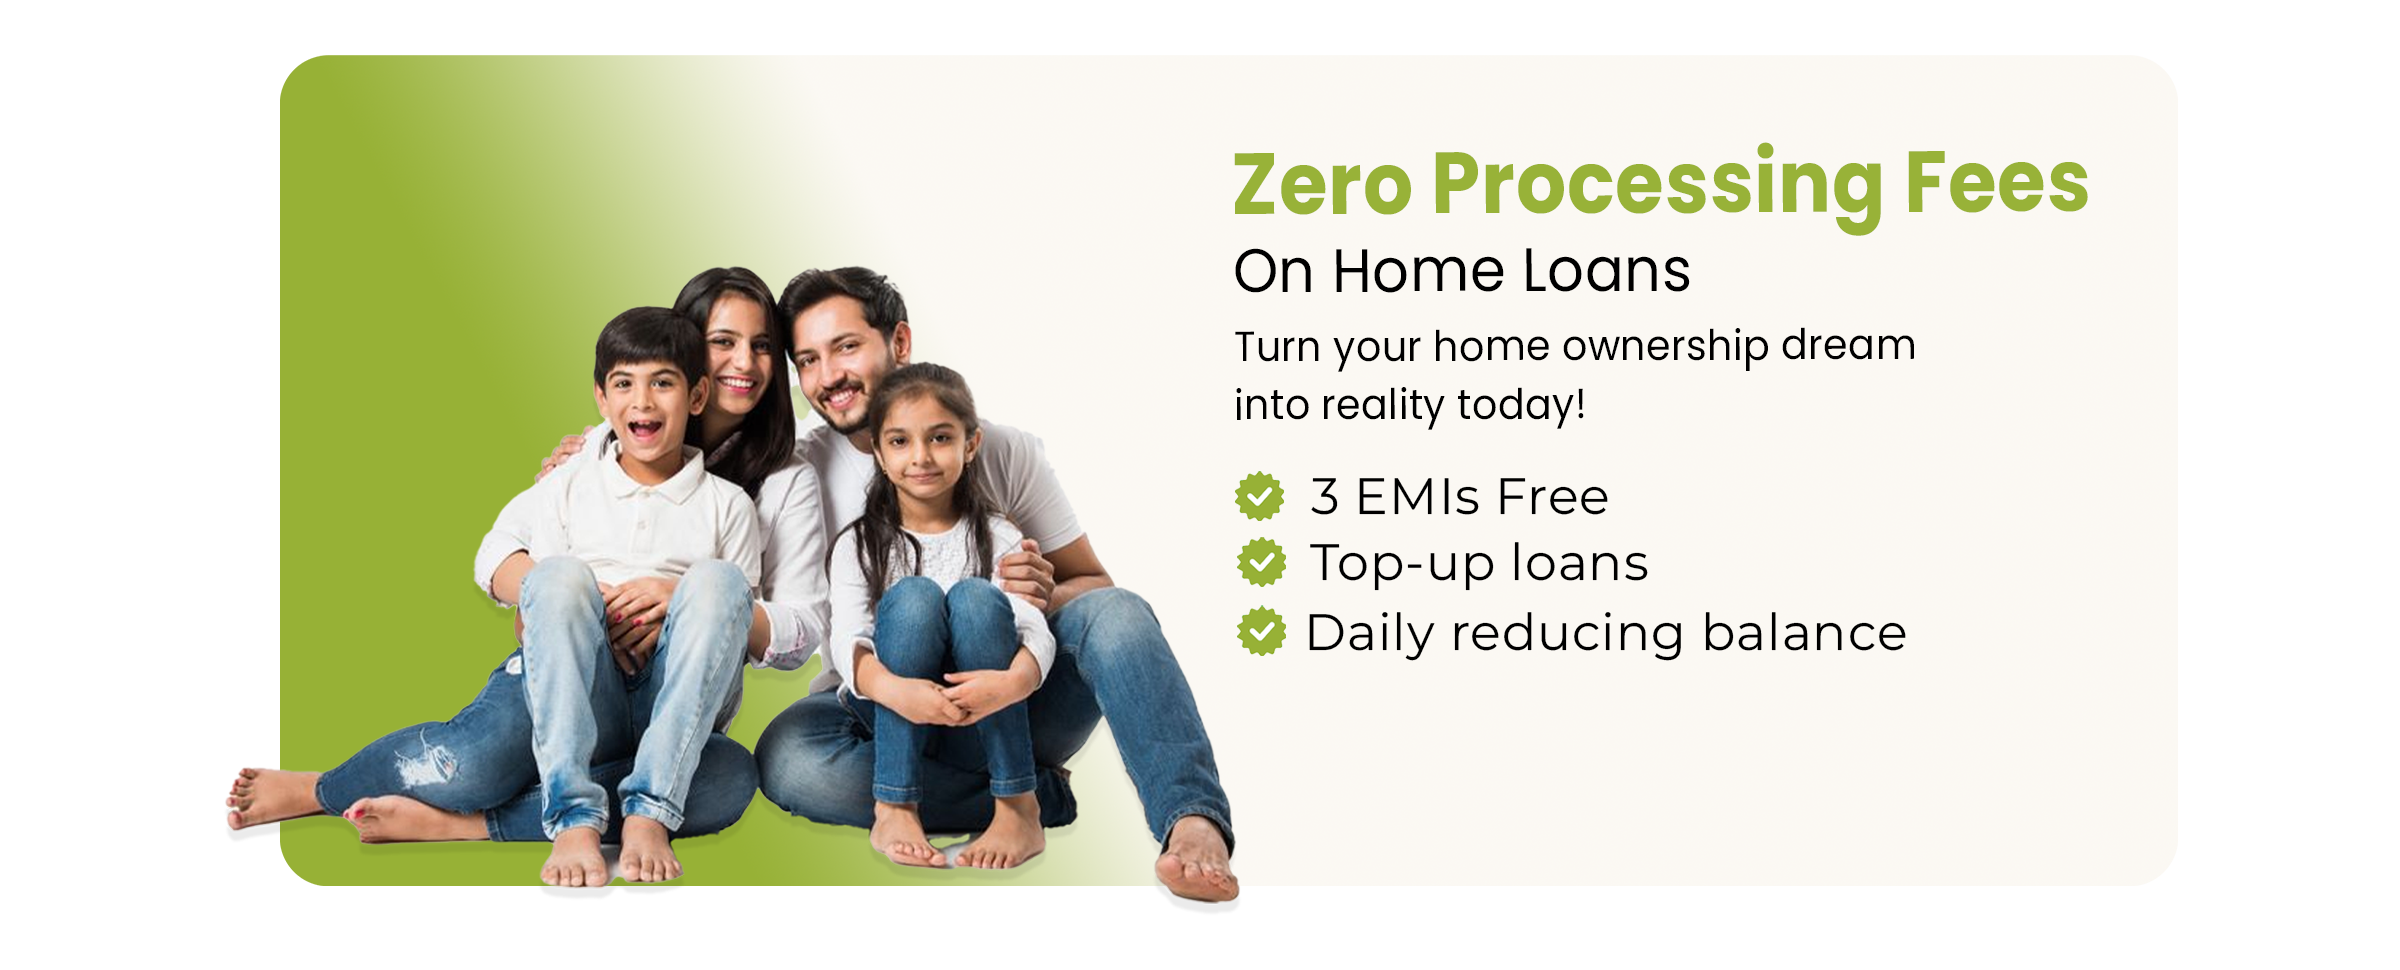 Zero Processing Fees
On Home Loans
Turn your home ownership dream
into reality today!
3 EMIs Free
Top-up loans
Daily reducing balance